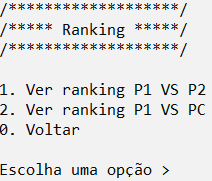 /*******************/
/***** Ranking *****/
/*******************/
1. Ver ranking P1 VS P2
2. Ver ranking P1 VS PC
0. Voltar
Escolha uma opção >